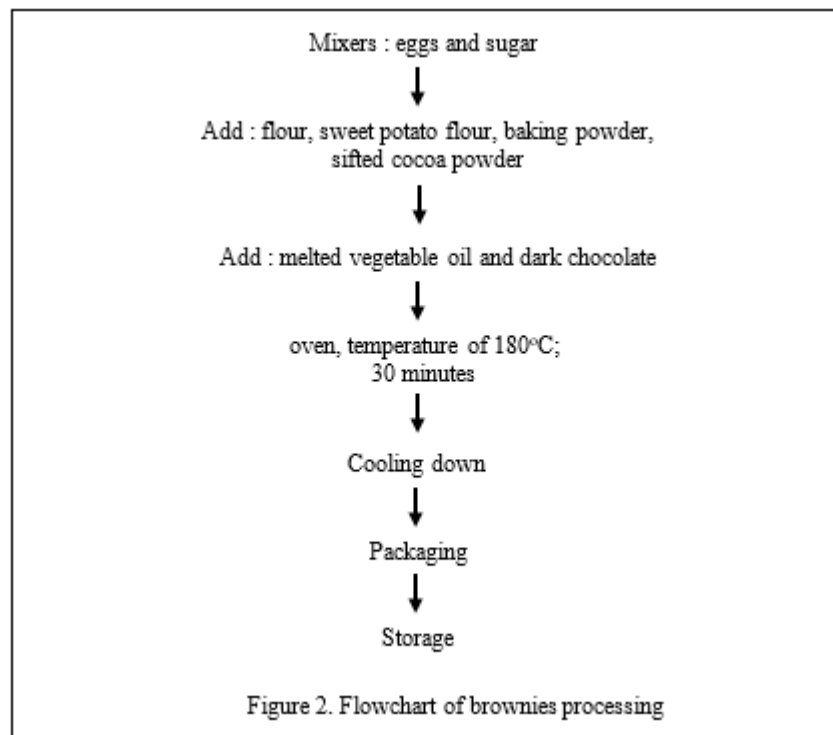 Mixers : eggs and sugar
Add : flour, sweet potato flour, baking powder,
sifted cocoa powder
Add : melted vegetable oil and dark chocolate
oven, temperature of 180°C;
30 minutes
Cooling down
Packaging
Storage
Figure 2. Flowchart of brownies processing